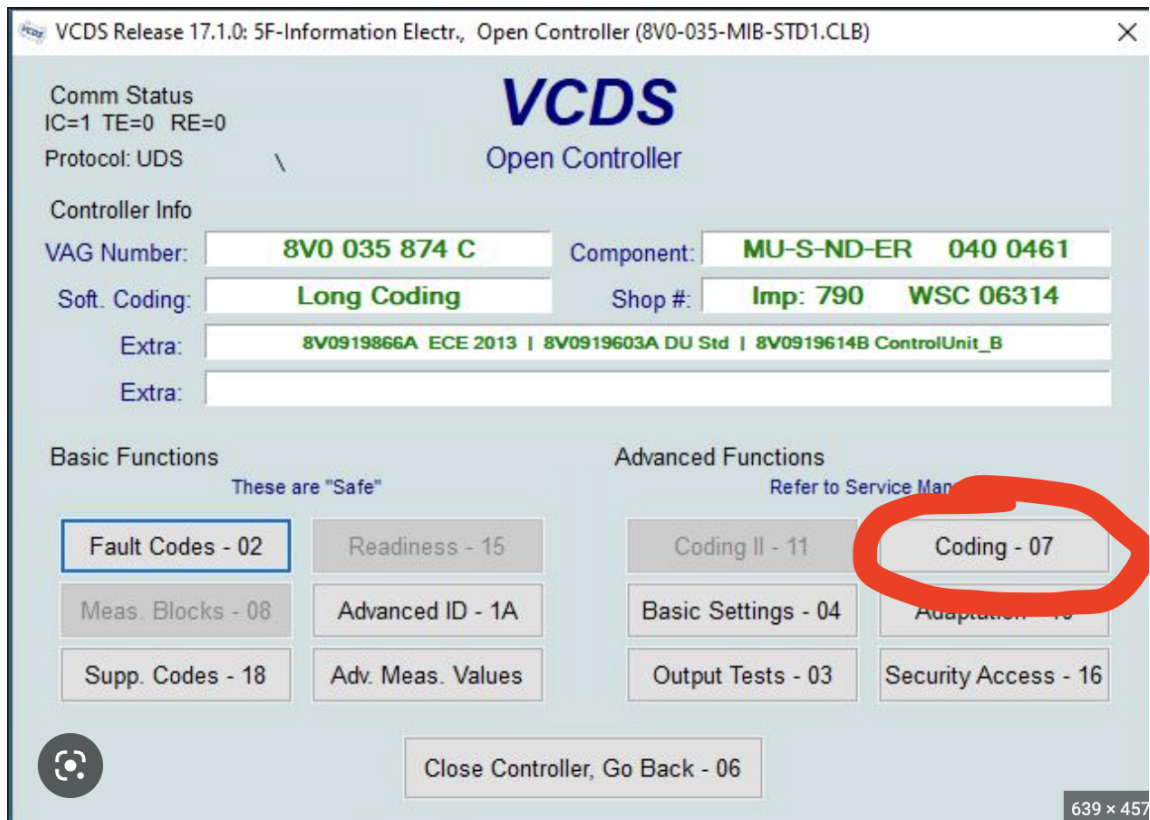 VCDS Release 17.1.0: 5F-Information Electr., Open Controller (8V0-035-MIB-STD1.CLB)
Comm Status
IC=1 TE=0 RE=0
Protocol: UDS \
VCDS
Open Controller
Controller Info
VAG Number: 8V0 035 874 C Component: MU-S-ND-ER 040 0461
Soft. Coding: Long Coding Shop #: Imp: 790 WSC 06314
Extra: 8V0919866A ECE 2013 | 8V0919603A DU Std | 8V0919614B ControlUnit_B
Extra:
Basic Functions
These are "Safe"
Advanced Functions
Refer to Service
Fault Codes - 02 Readiness - 15 Coding II - 11 Coding - 07
Meas. Blocks - 08 Advanced ID - 1A Basic Settings - 04 Adaptation
Supp. Codes - 18 Adv. Meas. Values Output Tests - 03 Security Access - 16
Close Controller, Go Back - 06
639 × 457